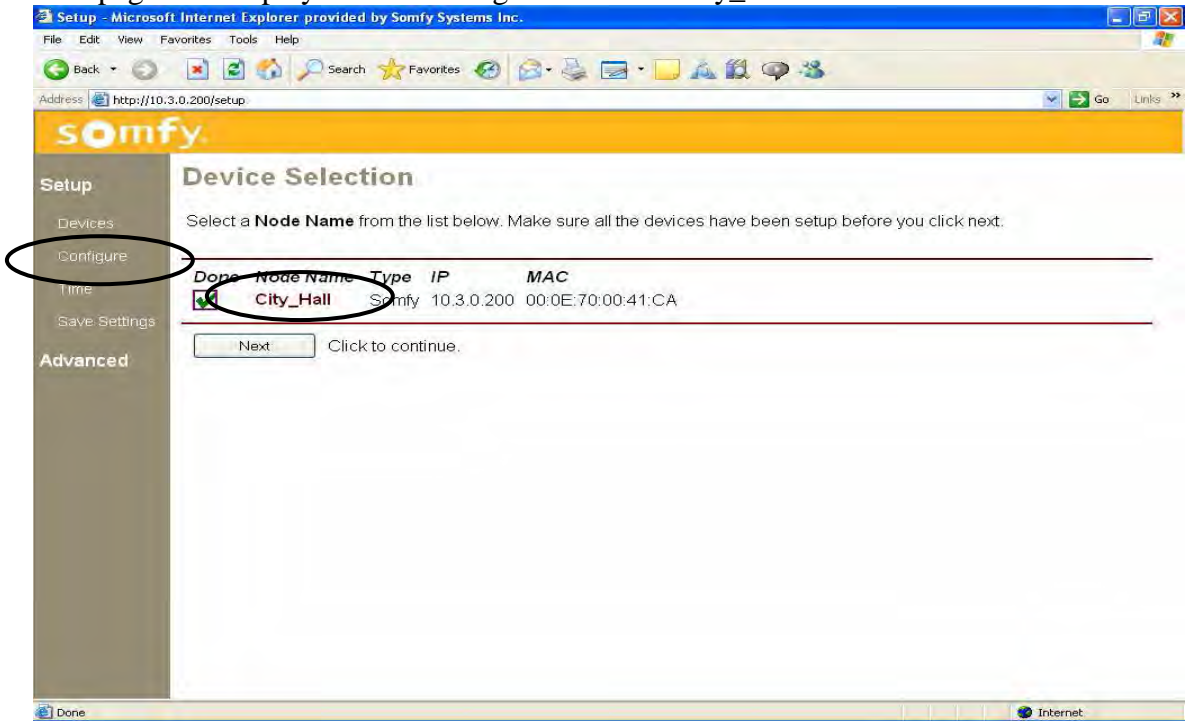 Setup - Microsoft Internet Explorer provided by Somfy Systems Inc.
File Edit View Favorites Tools Help
Back Search Favorites
Address http://10.3.0.200/setup Go Links »
somfy.
Setup
Devices
Configure
Time
Save Settings
Advanced
Device Selection
Select a Node Name from the list below. Make sure all the devices have been setup before you click next.
Done Node Name Type IP MAC
City_Hall Somfy 10.3.0.200 00:0E:70:00:41:CA
Next Click to continue.
Done Internet